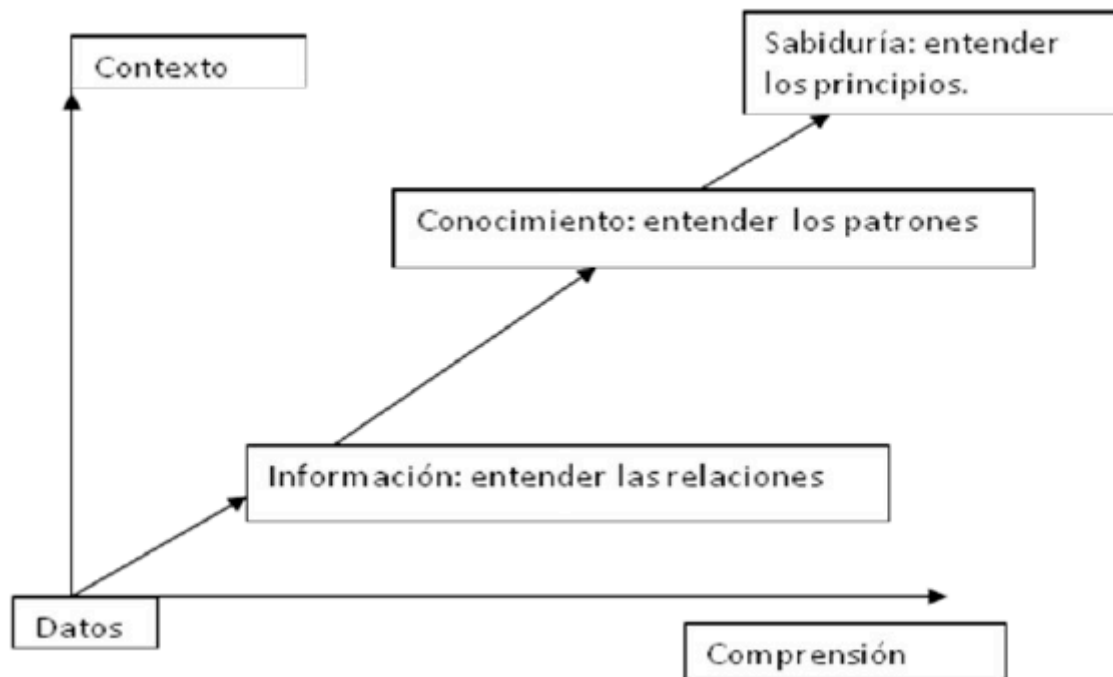 Contexto
Sabiduría: entender
los principios.
Conocimiento: entender los patrones
Información: entender las relaciones
Datos
Comprensión